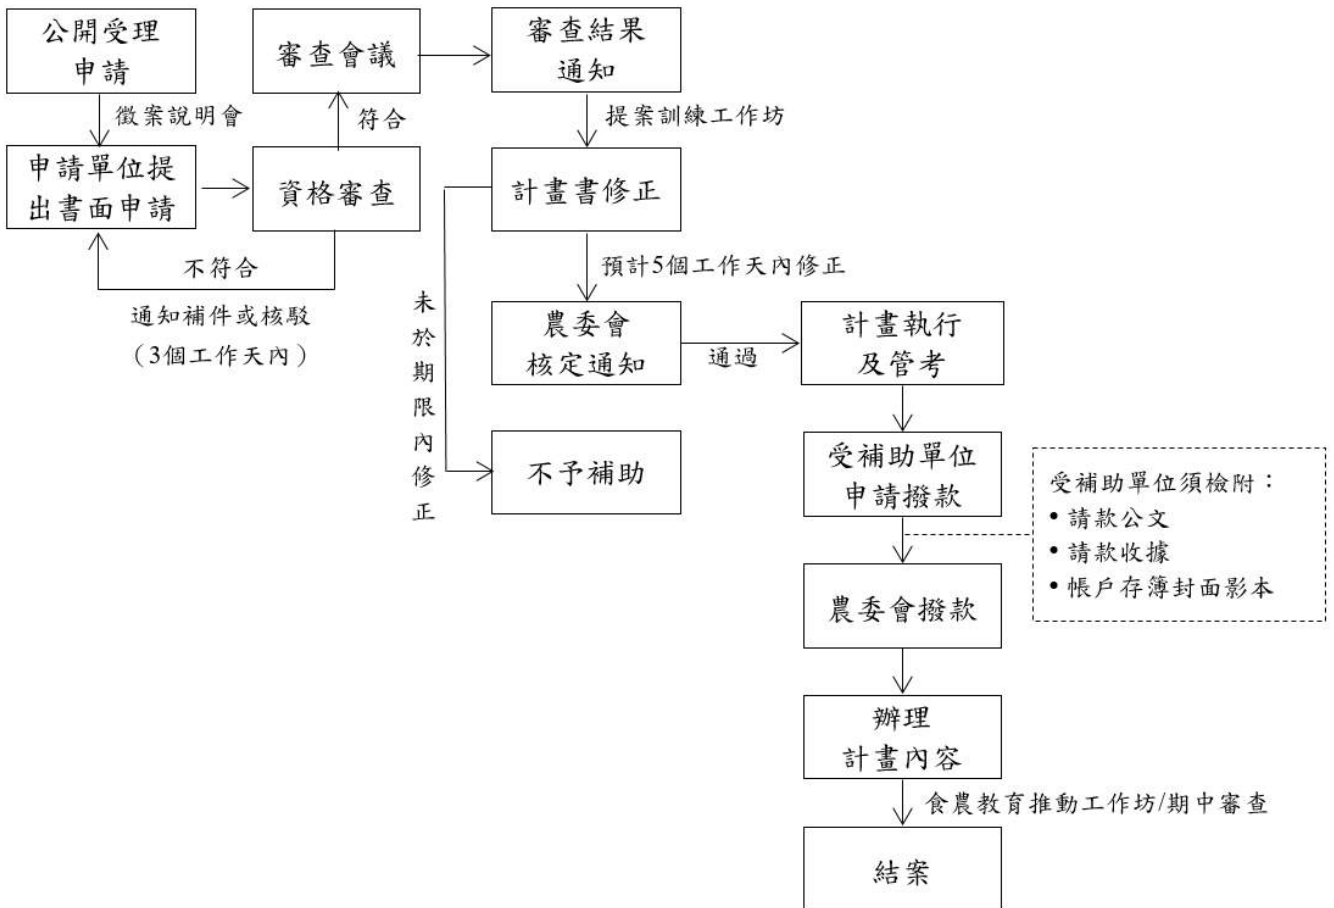 公開受理
申請
徵案說明會
申請單位提
出書面申請
不符合
通知補件或核駁
（3個工作天內）
資格審查
符合
審查會議
審查結果
通知
提案訓練工作坊
計畫書修正
未於期限內修正
不予補助
預計5個工作天內修正
農委會
核定通知
通過
計畫執行
及管考
受補助單位
申請撥款
受補助單位須檢附：
•請款公文
•請款收據
•帳戶存簿封面影本
農委會撥款
辦理
計畫內容
食農教育推動工作坊/期中審查
結案